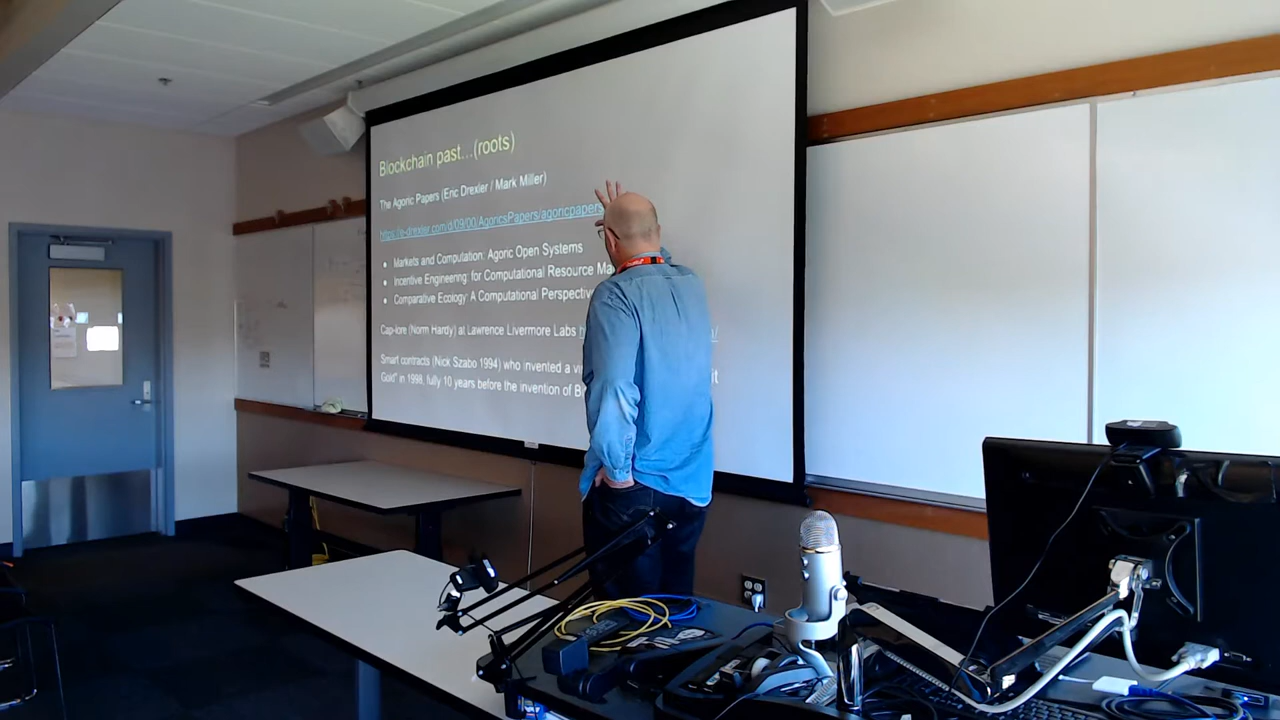 Blockchain past...(roots)
The Agoric Papers (Eric Drexler / Mark Miller)
https://e-drexler.com/d/09/00/AgoricsPapers/agoricpapers
● Markets and Computation: Agoric Open Systems
● Incentive Engineering: for Computational Resource Ma
● Comparative Ecology: A Computational Perspective
Cap-lore (Norm Hardy) at Lawrence Livermore Labs
Smart contracts (Nick Szabo 1994) who invented a
Gold" in 1998, fully 10 years before the invention of